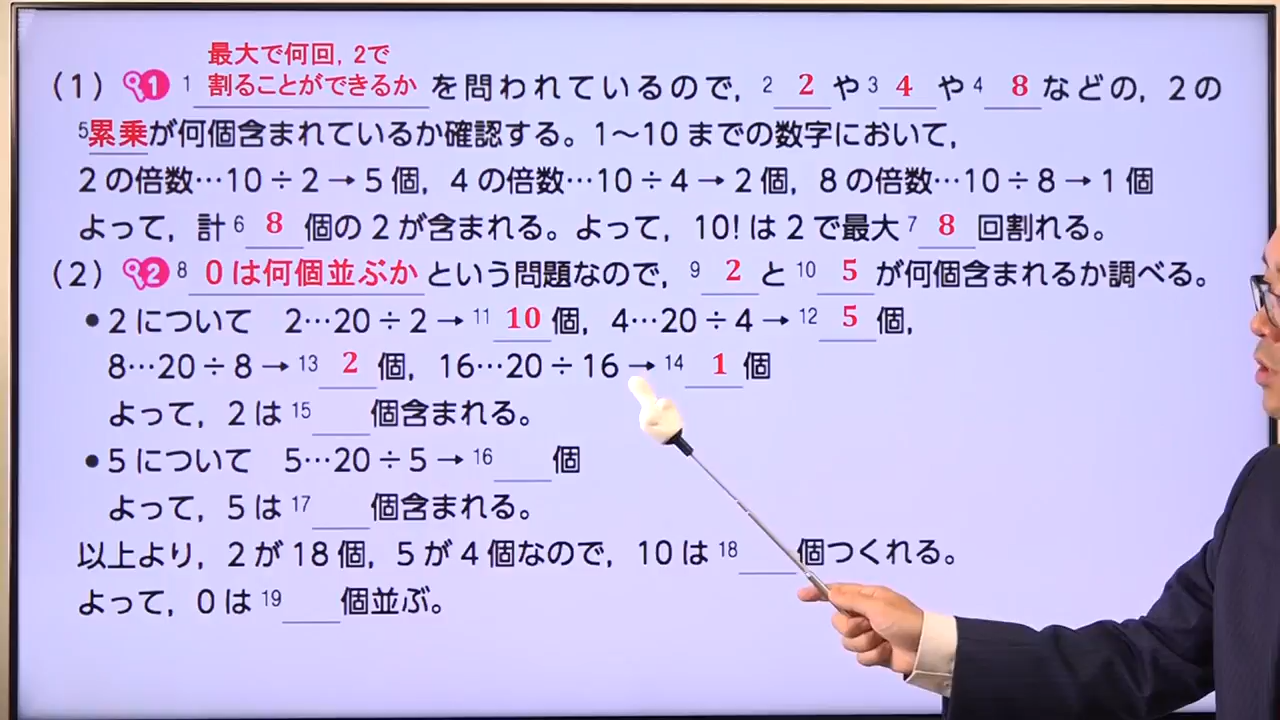 最大で何回, 2で
(1) 1 1 割ることができるか を問われているので, 2 2 や 3 4 や 4 8 などの, 2の
5 累乗が何個含まれているか確認する。1～10までの数字において,
2の倍数…10÷2→5個, 4の倍数…10÷4→2個, 8の倍数…10÷8→1個
よって, 計 6 8 個の2が含まれる。よって, 10!は2で最大 7 8 回割れる。
(2) 2 8 0は何個並ぶか という問題なので, 9 2 と 10 5 が何個含まれるか調べる。
●2について 2…20÷2→ 11 10 個, 4…20÷4→ 12 5 個,
8…20÷8→ 13 2 個, 16…20÷16→ 14 1 個
よって, 2は 15 ___ 個含まれる。
●5について 5…20÷5→ 16 ___ 個
よって, 5は 17 ___ 個含まれる。
以上より, 2が18個, 5が4個なので, 10は 18 ___ 個つくれる。
よって, 0は 19 ___ 個並ぶ。